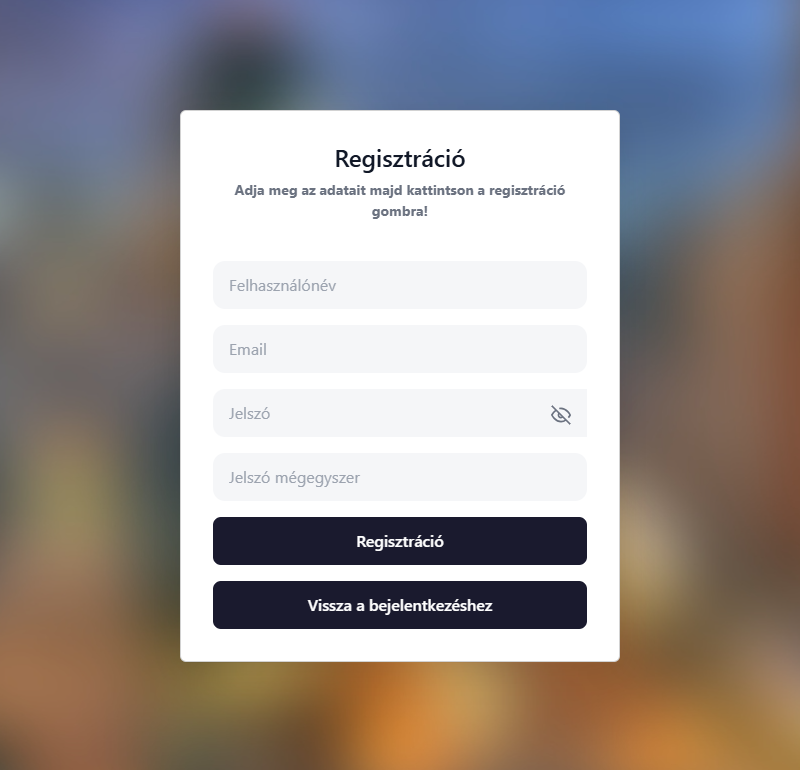 Regisztráció
Adja meg az adatait majd kattintson a regisztráció
gombra!
Felhasználónév
Email
Jelszó
Jelszó mégegyszer
Regisztráció
Vissza a bejelentkezéshez